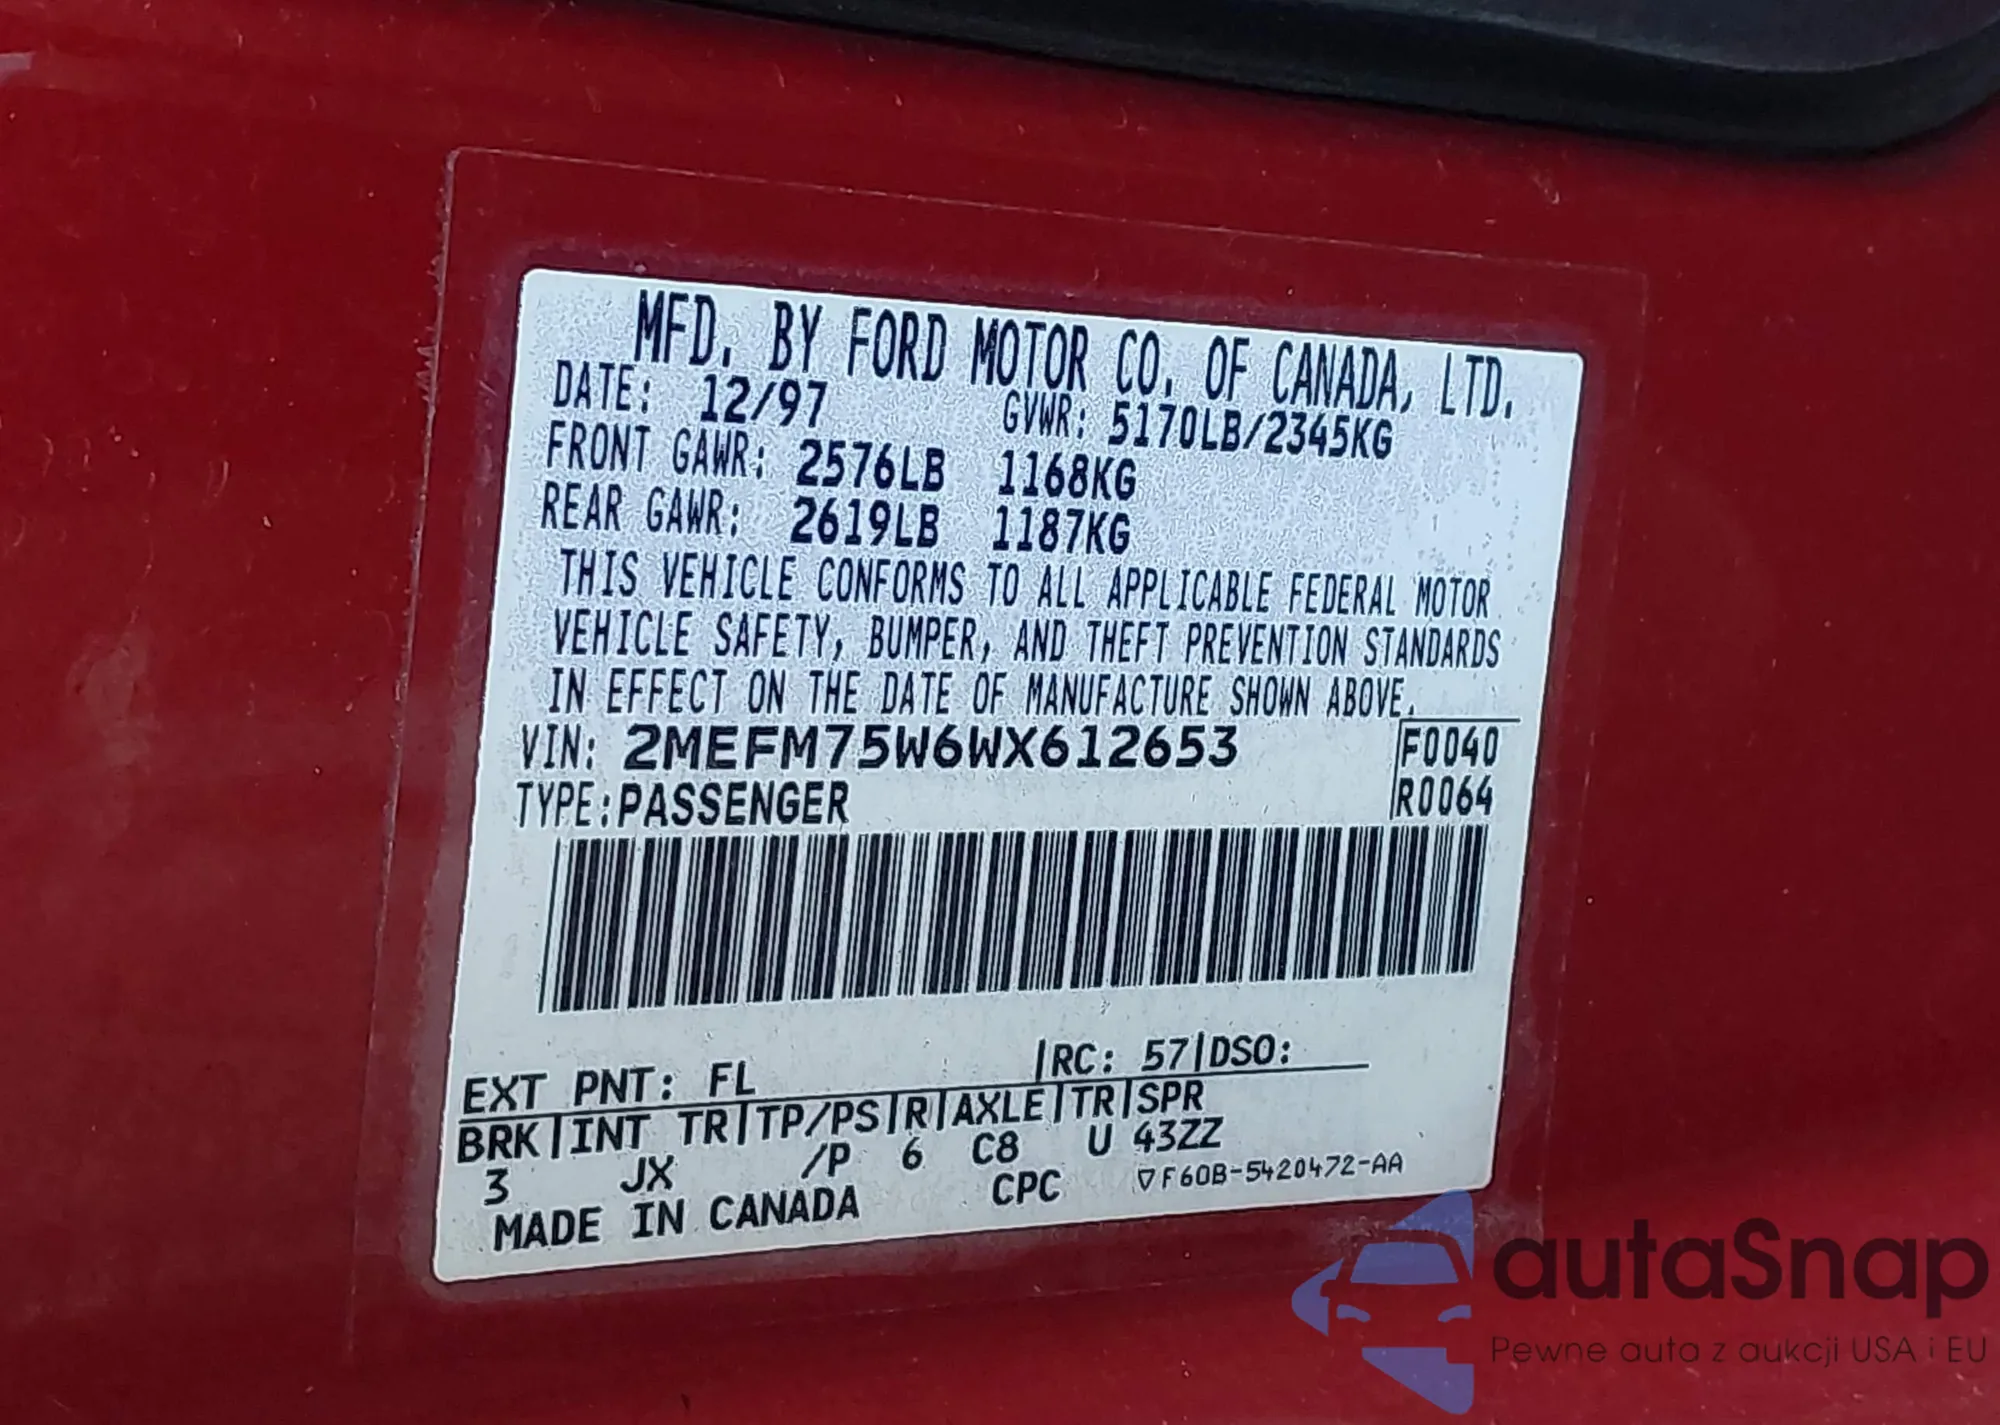 MFD. BY FORD MOTOR CO. OF CANADA, LTD.
DATE: 12/97 GVWR: 5170LB/2345KG
FRONT GAWR: 2576LB 1168KG
REAR GAWR: 2619LB 1187KG
THIS VEHICLE CONFORMS TO ALL APPLICABLE FEDERAL MOTOR
VEHICLE SAFETY, BUMPER, AND THEFT PREVENTION STANDARDS
IN EFFECT ON THE DATE OF MANUFACTURE SHOWN ABOVE.
VIN: 2MEFM75W6WX612653 F0040
TYPE: PASSENGER R0064
EXT PNT: FL |RC: 57|DSO:
BRK|INT TR|TP/PS|R|AXLE|TR|SPR
3 JX /P 6 C8 U 43ZZ
MADE IN CANADA CPC ▽F60B-5420472-AA
autaSnap
Pewne auta z aukcji USA i EU